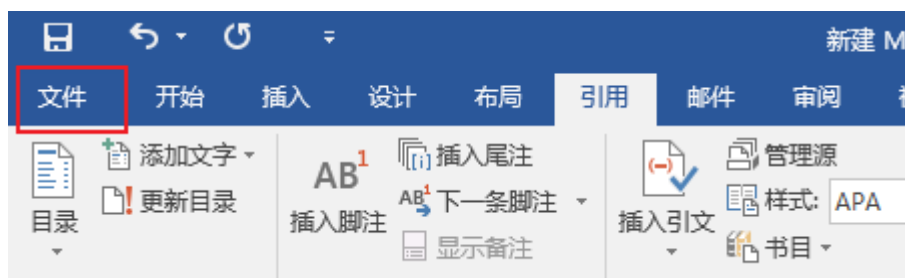 新建 M
文件 开始 插入 设计 布局 引用 邮件 审阅
目录
添加文字
更新目录
AB1
插入脚注
[i] 插入尾注
AB1 下一条脚注
显示备注
(-)
插入引文
管理源
样式: APA
书目